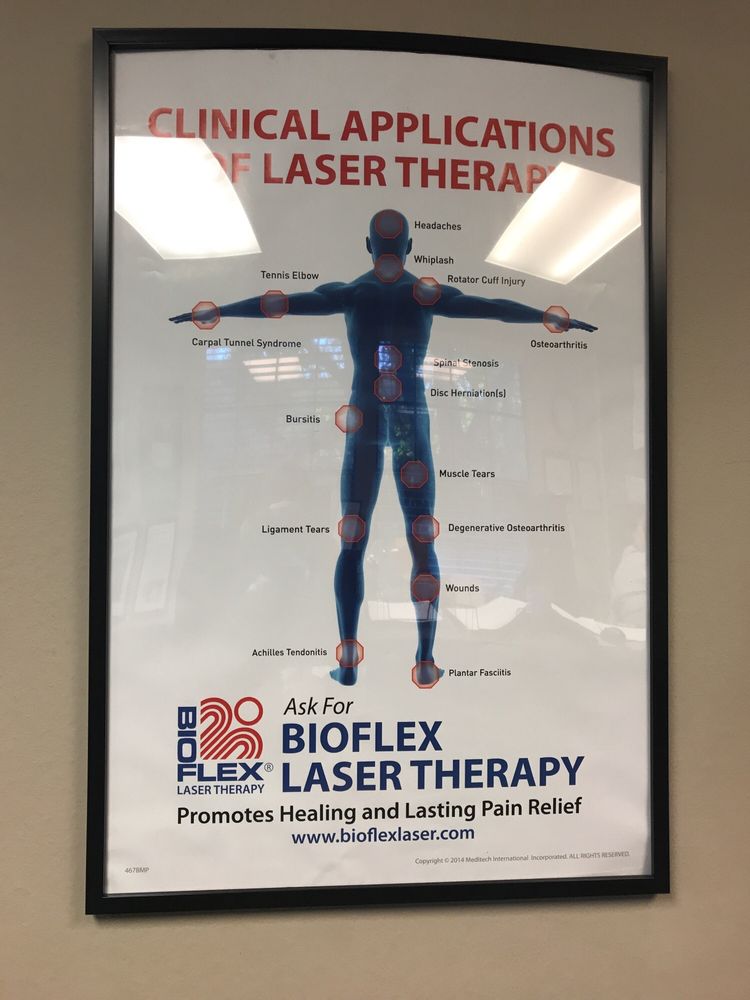 CLINICAL APPLICATIONS
OF LASER THERAPY
Headaches
Whiplash
Tennis Elbow
Rotator Cuff Injury
Carpal Tunnel Syndrome
Osteoarthritis
Spinal Stenosis
Disc Herniation(s)
Bursitis
Muscle Tears
Ligament Tears
Degenerative Osteoarthritis
Wounds
Achilles Tendonitis
Plantar Fasciitis
BIO
FLEX®
LASER THERAPY
Ask For
BIOFLEX
LASER THERAPY
Promotes Healing and Lasting Pain Relief
www.bioflexlaser.com
Copyright © 2014 Meditech International Incorporated. ALL RIGHTS RESERVED.
467BMP